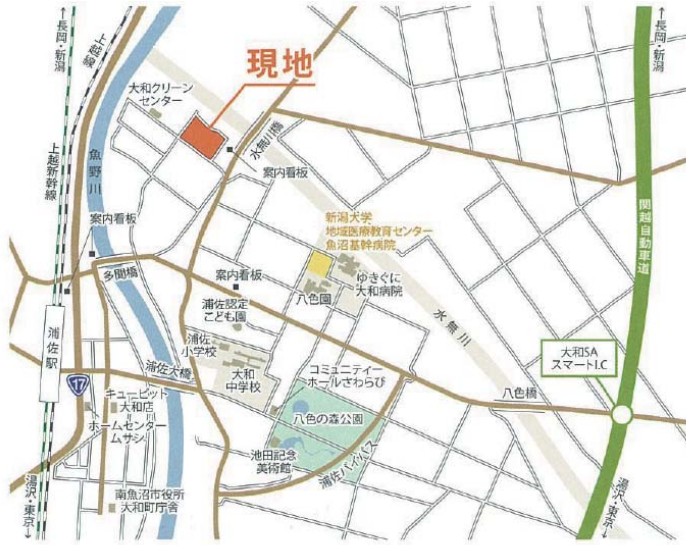 ←長岡・新潟
上越線
上越新幹線
魚野川
大和クリーン
センター
現地
水無川橋
案内看板
←長岡・新潟
関越自動車道
案内看板
多聞橋
新潟大学
地域医療教育センター
魚沼基幹病院
案内看板
八色園
ゆきぐに
大和病院
浦佐認定
こども園
水無川
浦佐駅
浦佐
小学校
大和
中学校
浦佐大橋
コミュニティー
ホールさわらび
大和SA
スマートI.C
八色橋
17
キューピット
大和店
ホームセンター
ムサシ
八色の森公園
池田記念
美術館
浦佐バイパス
南魚沼市役所
大和町庁舎
湯沢・東京→
湯沢・東京→